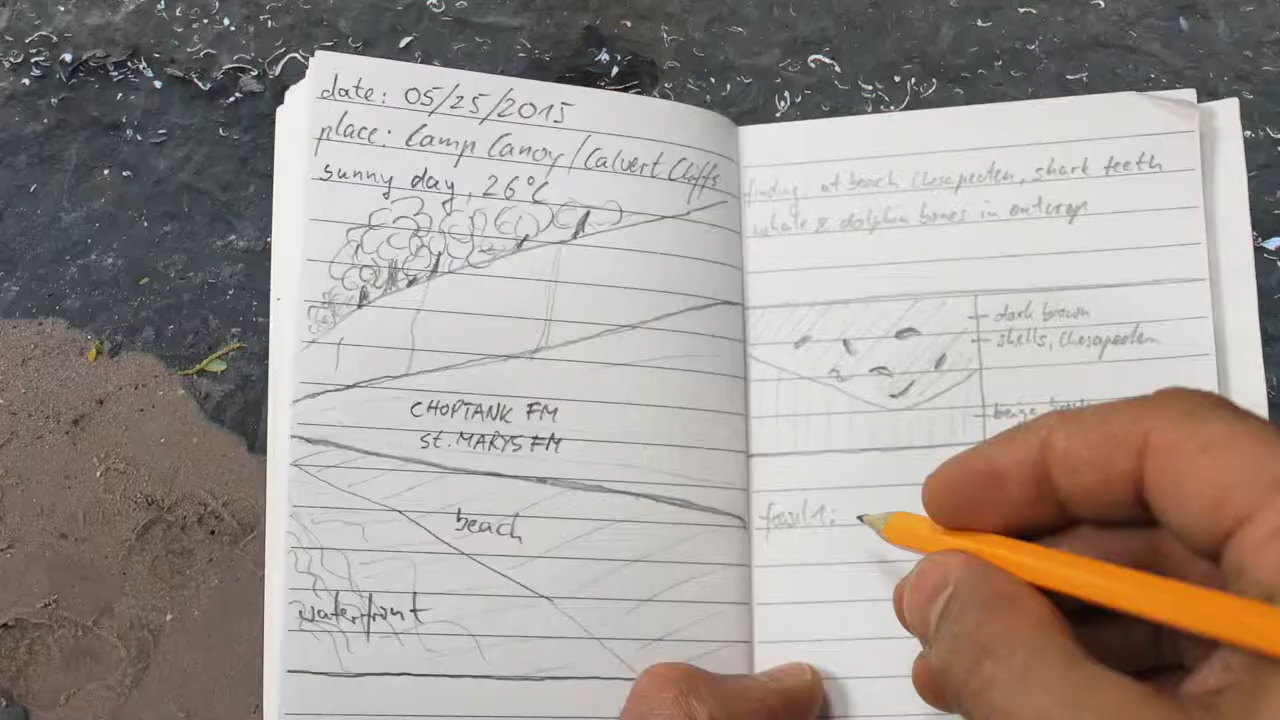 date: 05/25/2015
place: Camp Canoy / Calvert Cliffs
sunny day, 26°C
CHOPTANK FM
St. MARYS FM
beach
waterfront
finding at beach Chesapecten, shark teeth
whale & dolphin bones in outcrop
dark brown
shells, Chesapecten
fossil 1: